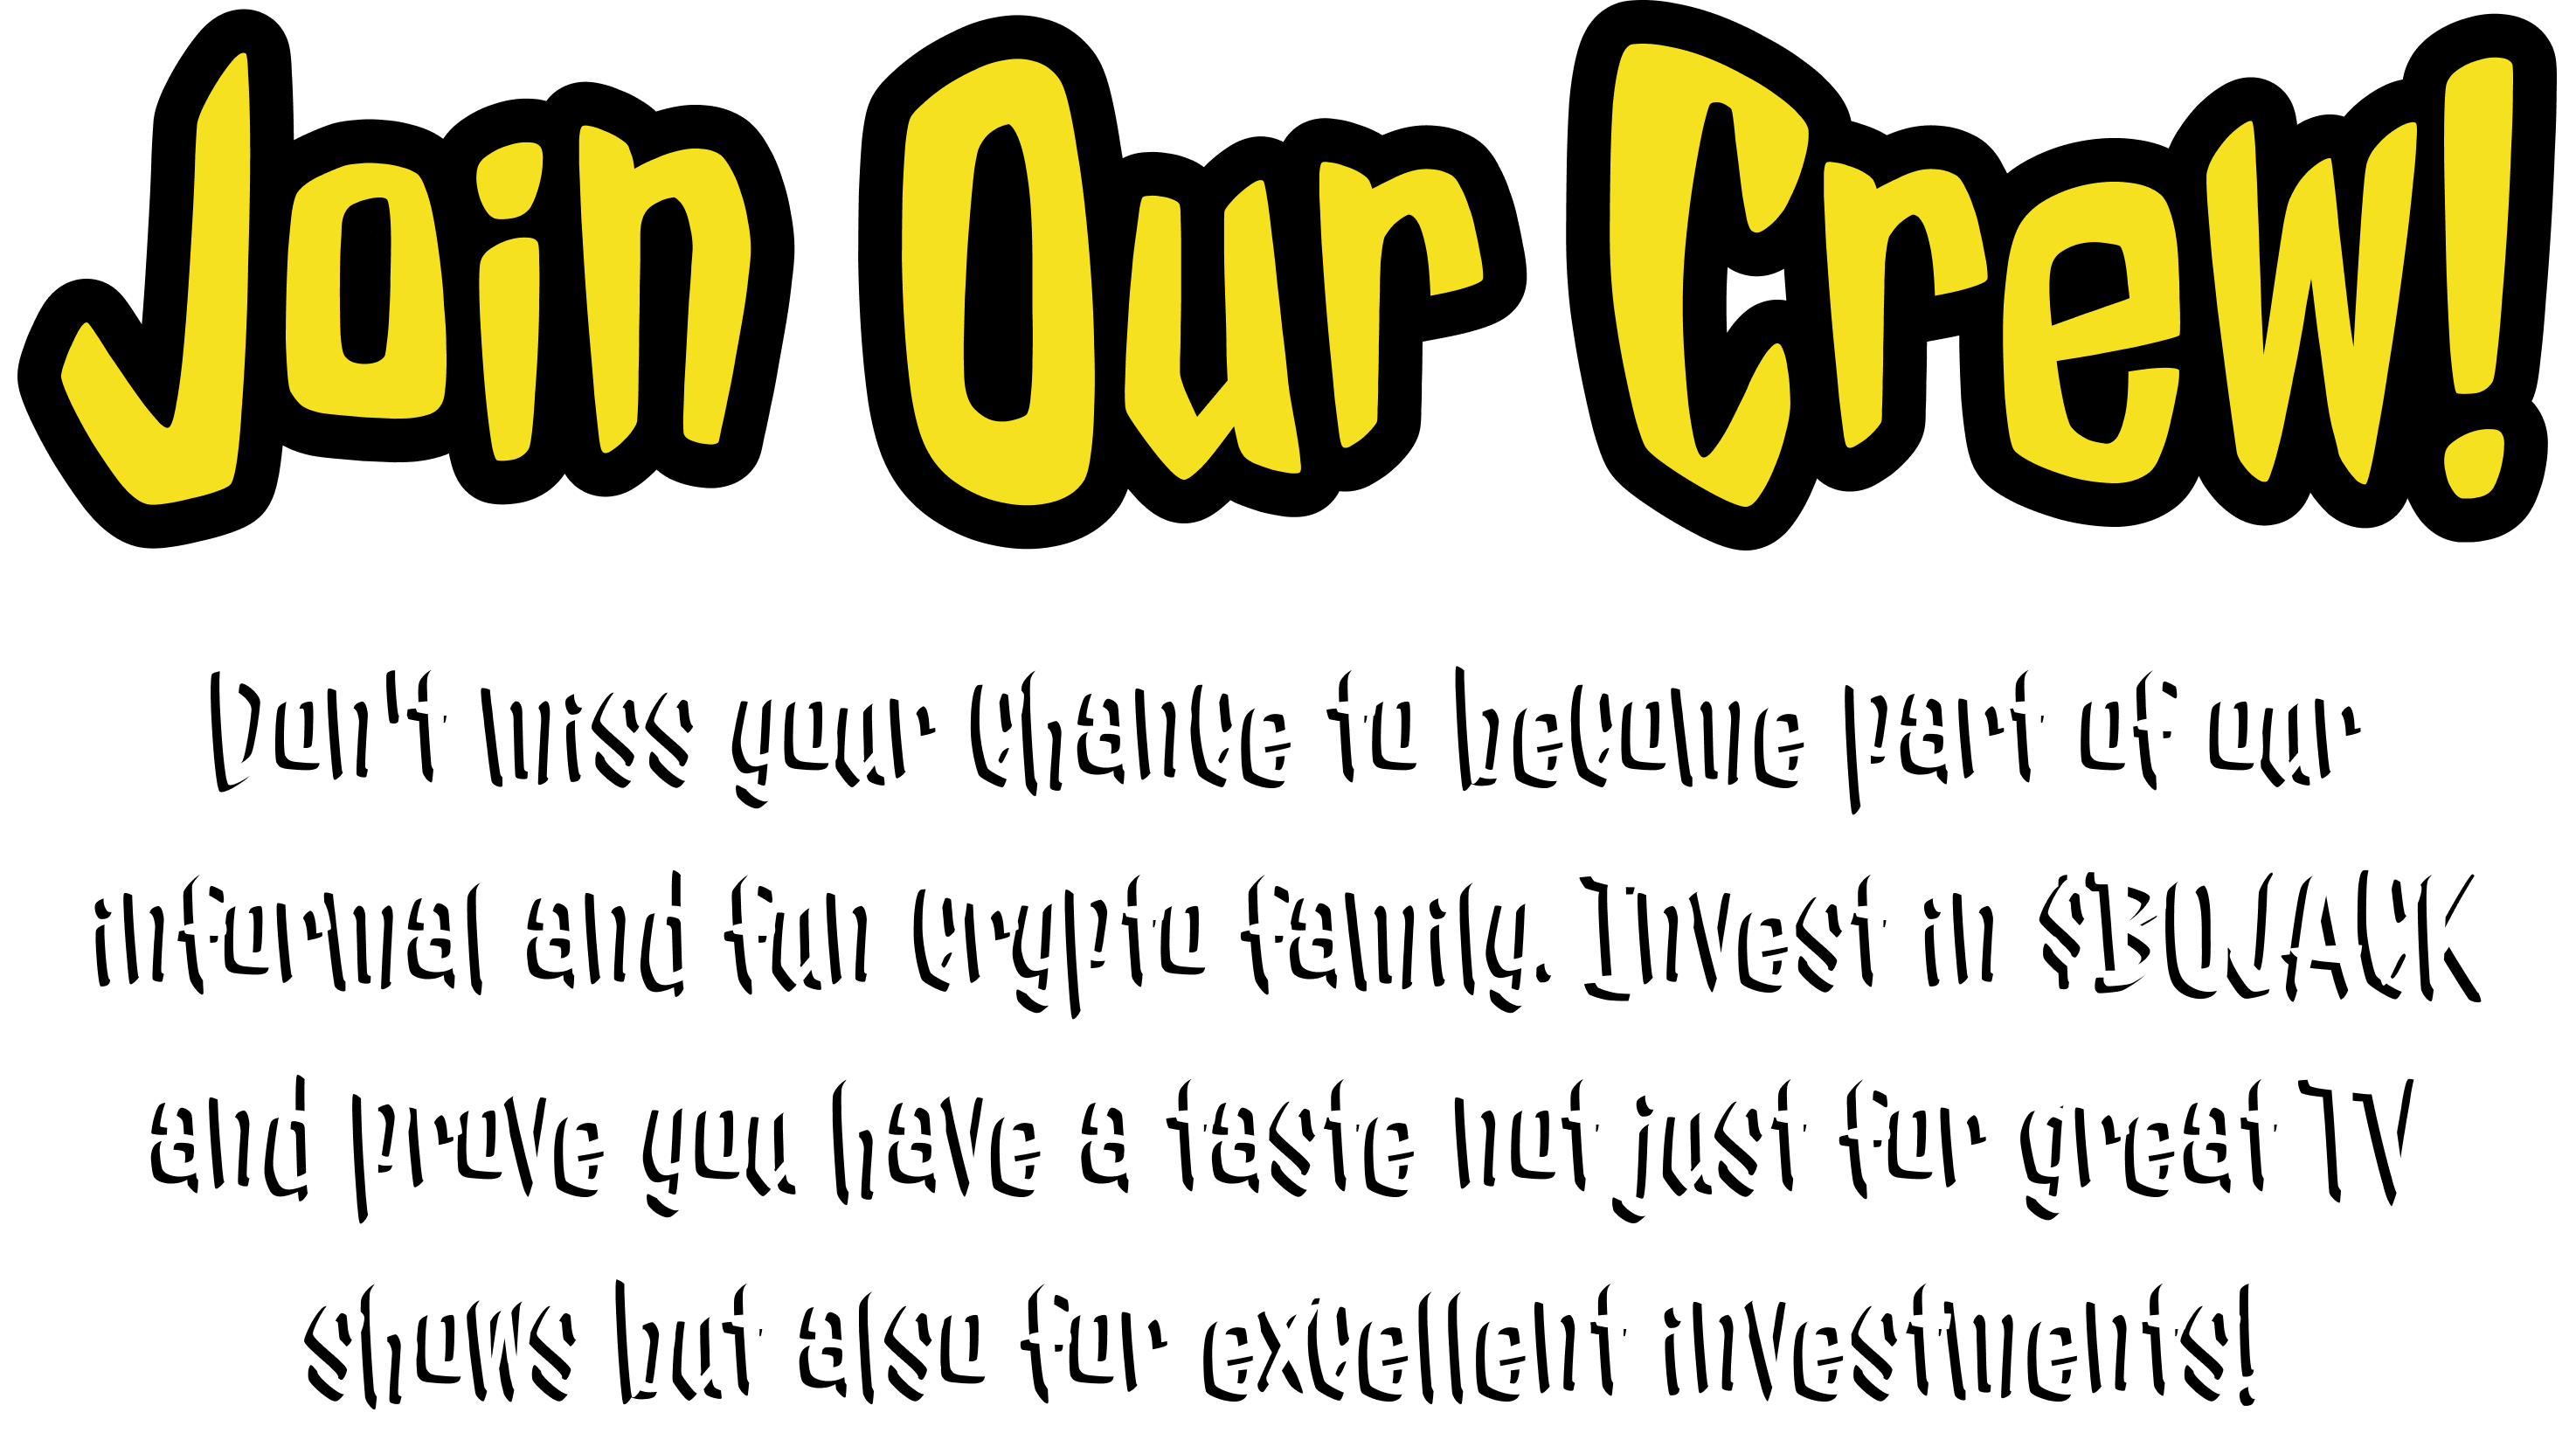 Join Our Crew!
Don't miss your chance to become part of our
informal and fun crypto family. Invest in $BOJACK
and prove you have a taste not just for great TV
shows but also for excellent investments!